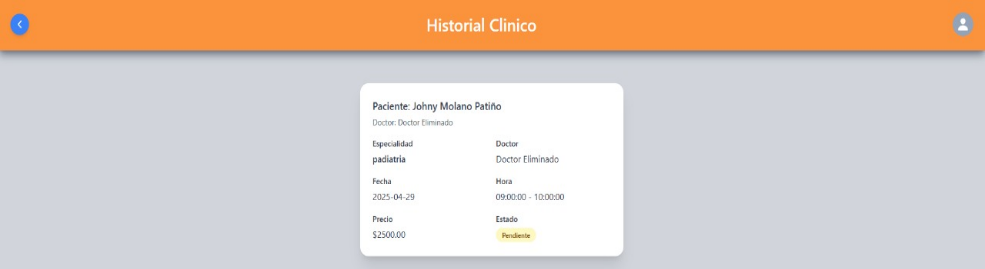 Historial Clinico
Paciente: Johny Molano Patiño
Doctor: Doctor Eliminado
Especialidad Doctor
padiatria Doctor Eliminado
Fecha Hora
2025-04-29 09:00:00 - 10:00:00
Precio Estado
$2500.00 Pendiente